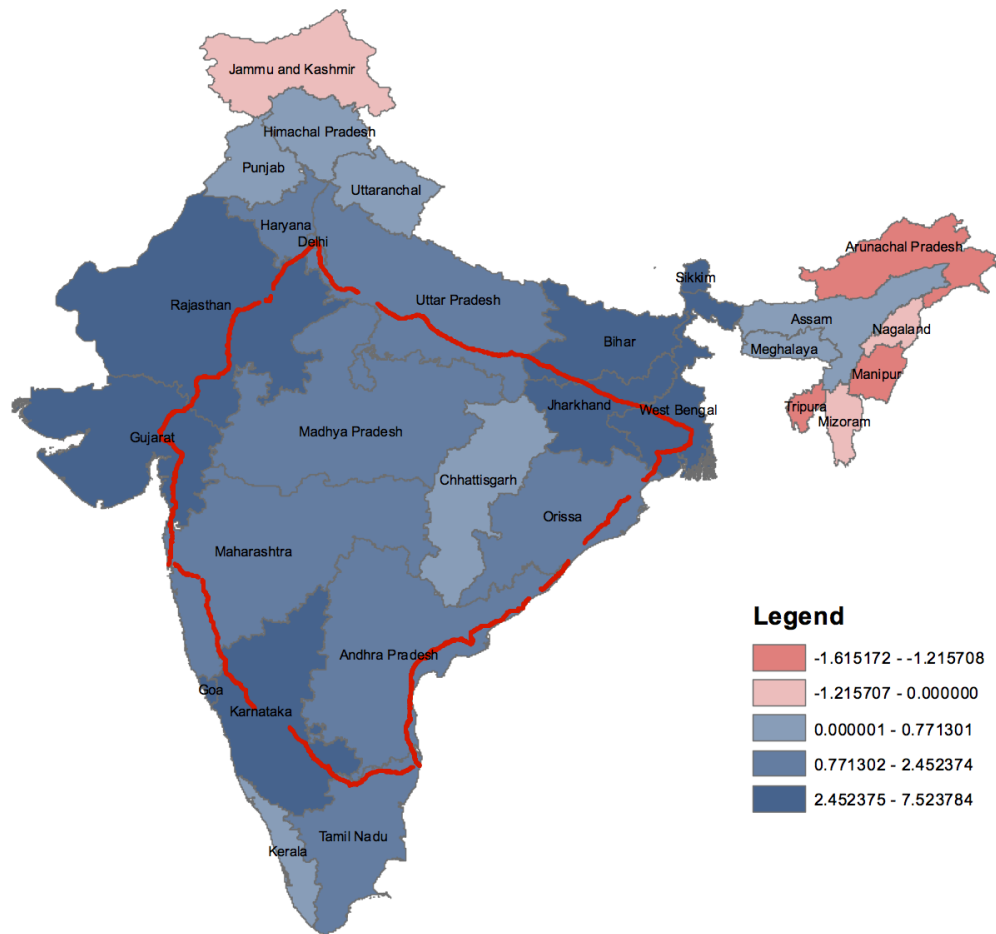 Jammu and Kashmir
Himachal Pradesh
Punjab
Uttaranchal
Haryana
Delhi
Arunachal Pradesh
Sikkim
Rajasthan
Uttar Pradesh
Assam
Nagaland
Bihar
Meghalaya
Manipur
Jharkhand
West Bengal
Tripura
Mizoram
Gujarat
Madhya Pradesh
Chhattisgarh
Orissa
Maharashtra
Andhra Pradesh
Goa
Karnataka
Tamil Nadu
Kerala
Legend
-1.615172 - -1.215708
-1.215707 - 0.000000
0.000001 - 0.771301
0.771302 - 2.452374
2.452375 - 7.523784